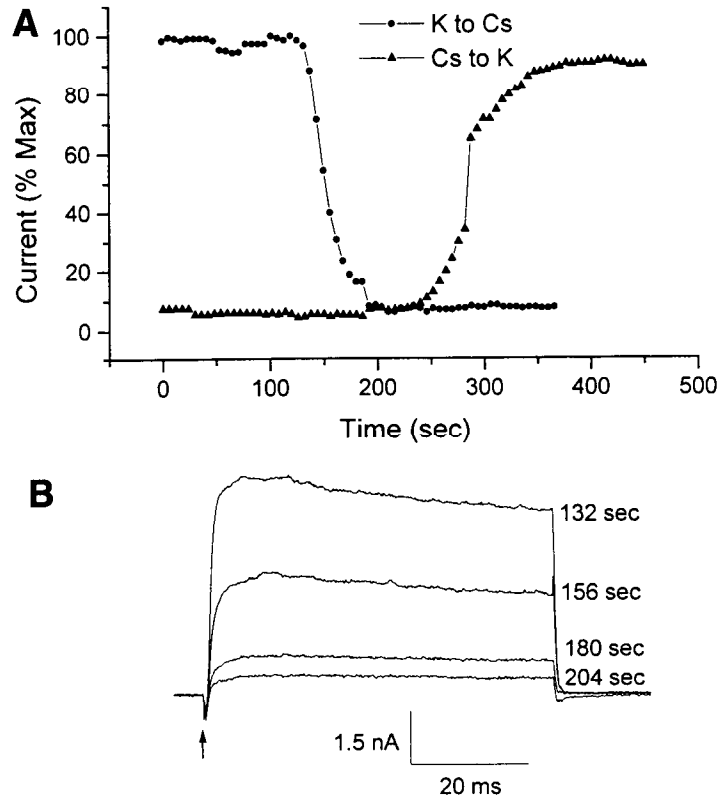 A
K to Cs
Cs to K
Current (% Max)
100
80
60
40
20
0
0 100 200 300 400 500
Time (sec)
B
132 sec
156 sec
180 sec
204 sec
1.5 nA
20 ms